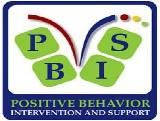 P S
B I
POSITIVE BEHAVIOR
INTERVENTION AND SUPPORT